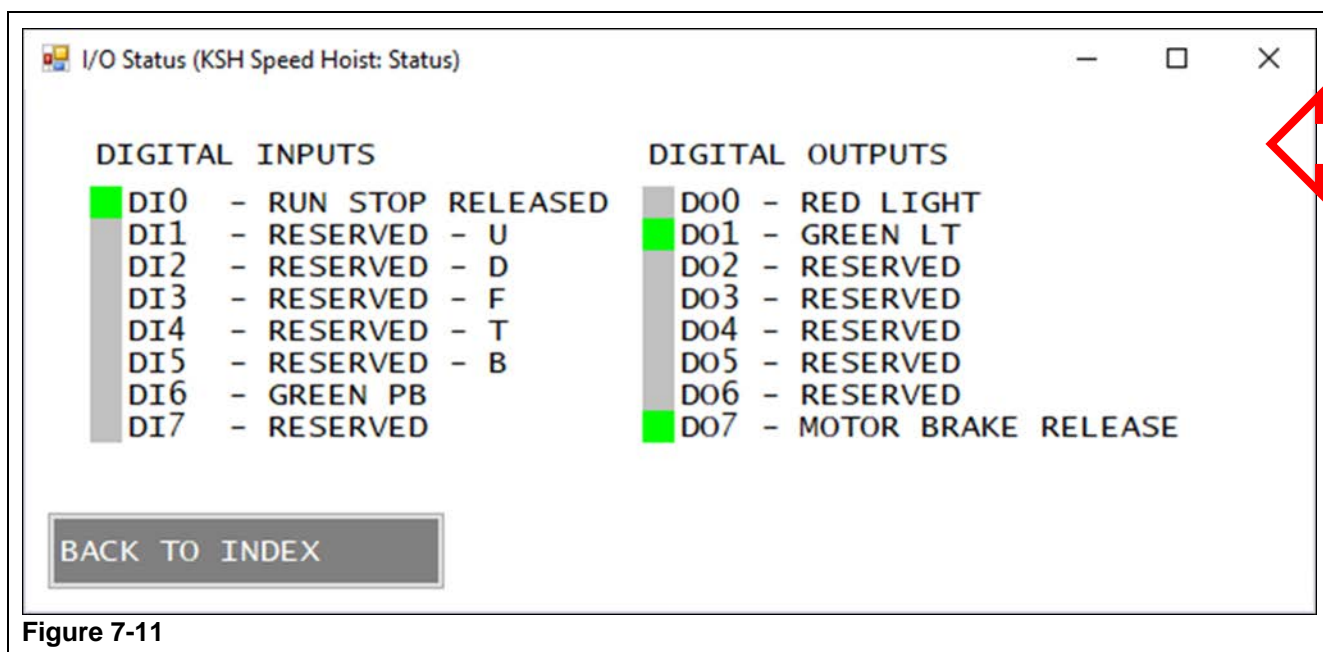 I/O Status (KSH Speed Hoist: Status)
DIGITAL INPUTS
DI0 - RUN STOP RELEASED
DI1 - RESERVED - U
DI2 - RESERVED - D
DI3 - RESERVED - F
DI4 - RESERVED - T
DI5 - RESERVED - B
DI6 - GREEN PB
DI7 - RESERVED
DIGITAL OUTPUTS
DO0 - RED LIGHT
DO1 - GREEN LT
DO2 - RESERVED
DO3 - RESERVED
DO4 - RESERVED
DO5 - RESERVED
DO6 - RESERVED
DO7 - MOTOR BRAKE RELEASE
BACK TO INDEX
Figure 7-11